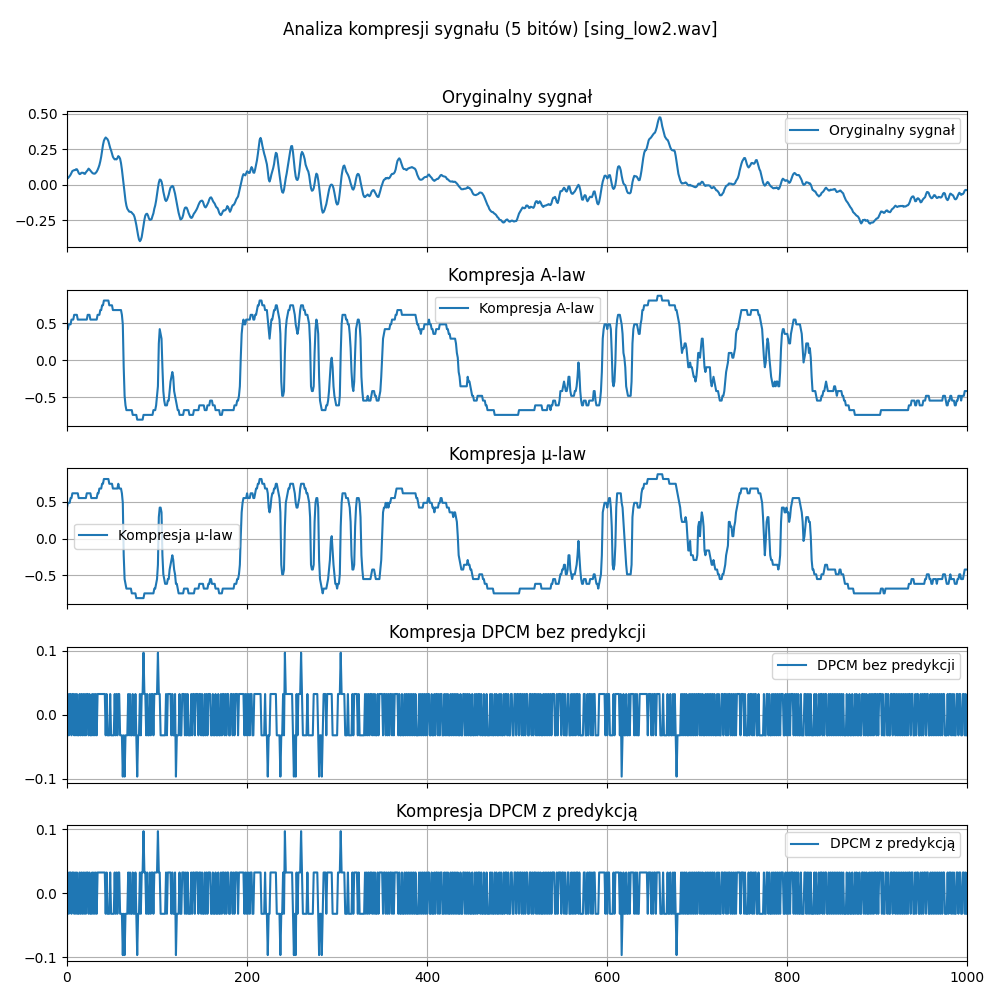 Analiza kompresji sygnału (5 bitów) [sing_low2.wav]
Oryginalny sygnał
0.50
0.25
0.00
−0.25
Oryginalny sygnał
Kompresja A-law
0.5
0.0
−0.5
Kompresja A-law
Kompresja μ-law
0.5
0.0
−0.5
Kompresja μ-law
Kompresja DPCM bez predykcji
0.1
0.0
−0.1
DPCM bez predykcji
Kompresja DPCM z predykcją
0.1
0.0
−0.1
DPCM z predykcją
0 200 400 600 800 1000